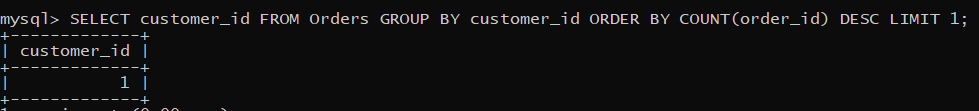 mysql> SELECT customer_id FROM Orders GROUP BY customer_id ORDER BY COUNT(order_id) DESC LIMIT 1;
+-------------+
| customer_id |
+-------------+
|           1 |
+-------------+